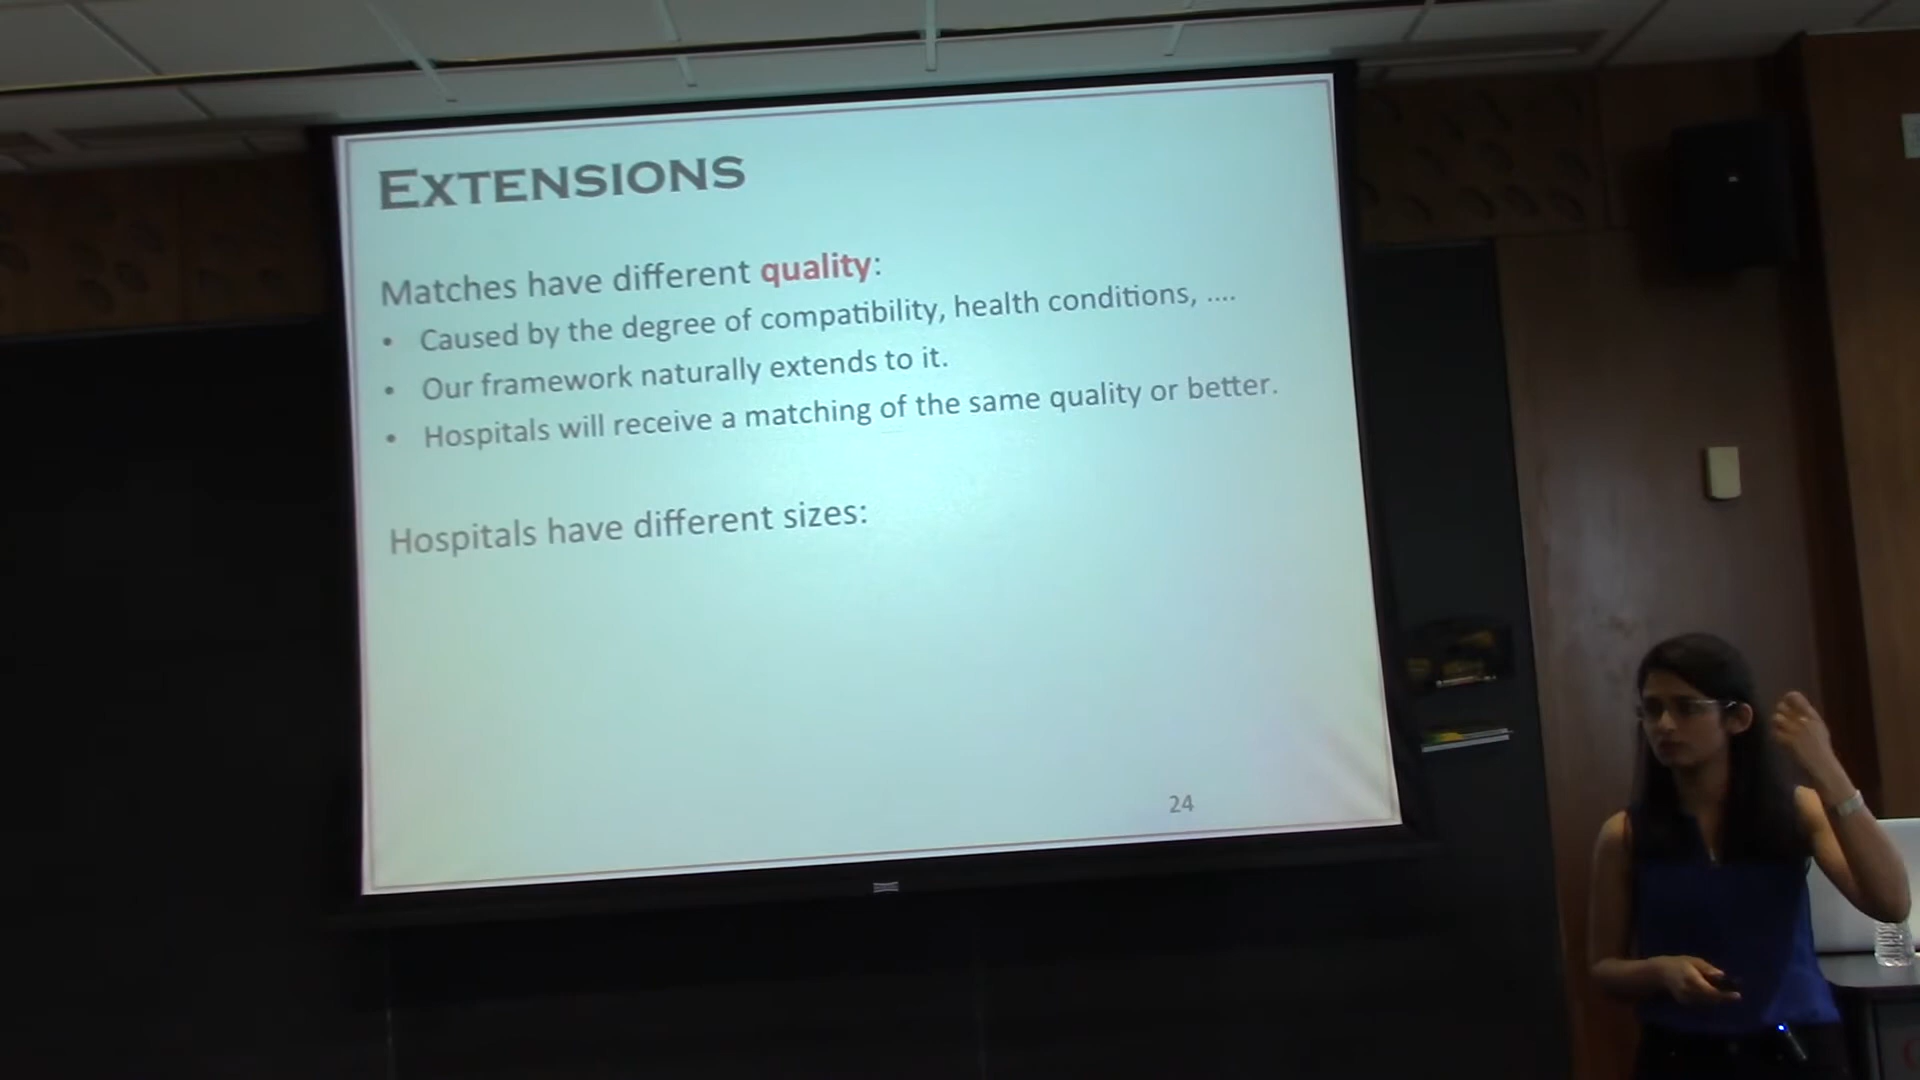 EXTENSIONS
Matches have different quality:
• Caused by the degree of compatibility, health conditions, ....
• Our framework naturally extends to it.
• Hospitals will receive a matching of the same quality or better.
Hospitals have different sizes:
24